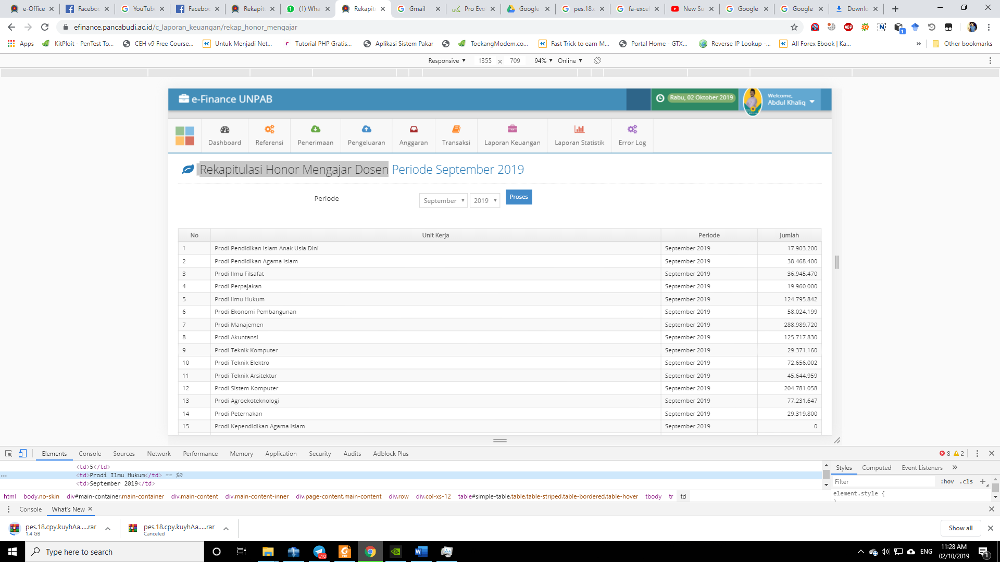 e-Office
Faceboo
YouTub
Faceboo
Rekapit
(1) Wha
Rekapit
Gmail
Pro Evo
Google
pes.18.c
fa-excel
New Su
Google
Google
Downlo
efinance.pancabudi.ac.id/c_laporan_keuangan/rekap_honor_mengajar
ABP
1
Apps
KitPloit - PenTest To...
CEH v9 Free Course...
Untuk Menjadi Net...
Tutorial PHP Gratis...
Aplikasi Sistem Pakar
ToekangModem.co...
Fast Trick to earn M...
Portal Home - GTX...
Reverse IP Lookup -...
All Forex Ebook | Ka...
»
Other bookmarks
Responsive ▼ 1355 × 709 94% ▼ Online ▼
e-Finance UNPAB
Rabu, 02 Oktober 2019
Welcome,
Abdul Khaliq
Dashboard
Referensi
Penerimaan
Pengeluaran
Anggaran
Transaksi
Laporan Keuangan
Laporan Statistik
Error Log
Rekapitulasi Honor Mengajar Dosen Periode September 2019
Periode September 2019 Proses
No Unit Kerja Periode Jumlah
1 Prodi Pendidikan Islam Anak Usia Dini September 2019 17.903.200
2 Prodi Pendidikan Agama Islam September 2019 38.468.400
3 Prodi Ilmu Filsafat September 2019 36.945.470
4 Prodi Perpajakan September 2019 19.960.000
5 Prodi Ilmu Hukum September 2019 124.795.842
6 Prodi Ekonomi Pembangunan September 2019 58.024.199
7 Prodi Manajemen September 2019 288.989.720
8 Prodi Akuntansi September 2019 125.717.830
9 Prodi Teknik Komputer September 2019 29.371.160
10 Prodi Teknik Elektro September 2019 72.656.002
11 Prodi Teknik Arsitektur September 2019 45.644.959
12 Prodi Sistem Komputer September 2019 204.781.058
13 Prodi Agroekoteknologi September 2019 77.231.647
14 Prodi Peternakan September 2019 29.319.800
15 Prodi Kependidikan Agama Islam September 2019 0
Elements Console Sources Network Performance Memory Application Security Audits Adblock Plus 8 2
<td>5</td>
... <td>Prodi Ilmu Hukum</td> == $0
<td>September 2019</td>
Styles Computed Event Listeners »
Filter :hov .cls +
element.style {
html body.no-skin div#main-container.main-container div.main-content div.main-content-inner div.page-content.main-content div.row div.col-xs-12 table#simple-table.table.table-striped.table-bordered.table-hover tbody tr td
Console What's New ×
pes.18.cpy.kuyhAa.....rar
1.4 GB
pes.18.cpy.kuyhAa.....rar
Canceled
Show all
Type here to search
10
PDF
ENG
11:28 AM
02/10/2019
1